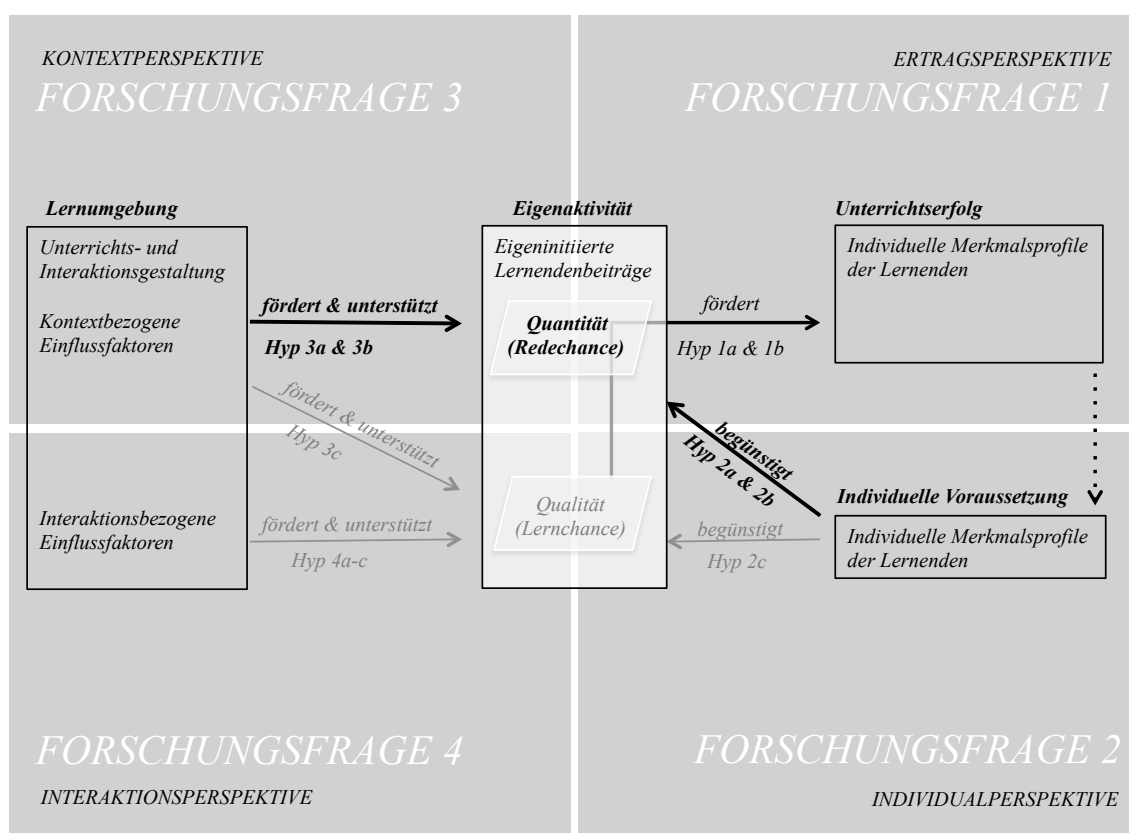 KONTEXTPERSPEKTIVE
FORSCHUNGSFRAGE 3
ERTRAGSPERSPEKTIVE
FORSCHUNGSFRAGE 1
Lernumgebung
Unterrichts- und
Interaktionsgestaltung
Kontextbezogene
Einflussfaktoren
Interaktionsbezogene
Einflussfaktoren
fördert & unterstützt
Hyp 3a & 3b
fördert & unterstützt
Hyp 3c
fördert & unterstützt
Hyp 4a-c
Eigenaktivität
Eigeninitiierte
Lernendenbeiträge
Quantität
(Redechance)
Qualität
(Lernchance)
fördert
Hyp 1a & 1b
begünstigt
Hyp 2a & 2b
begünstigt
Hyp 2c
Unterrichtserfolg
Individuelle Merkmalsprofile
der Lernenden
Individuelle Voraussetzung
Individuelle Merkmalsprofile
der Lernenden
FORSCHUNGSFRAGE 4
INTERAKTIONSPERSPEKTIVE
FORSCHUNGSFRAGE 2
INDIVIDUALPERSPEKTIVE